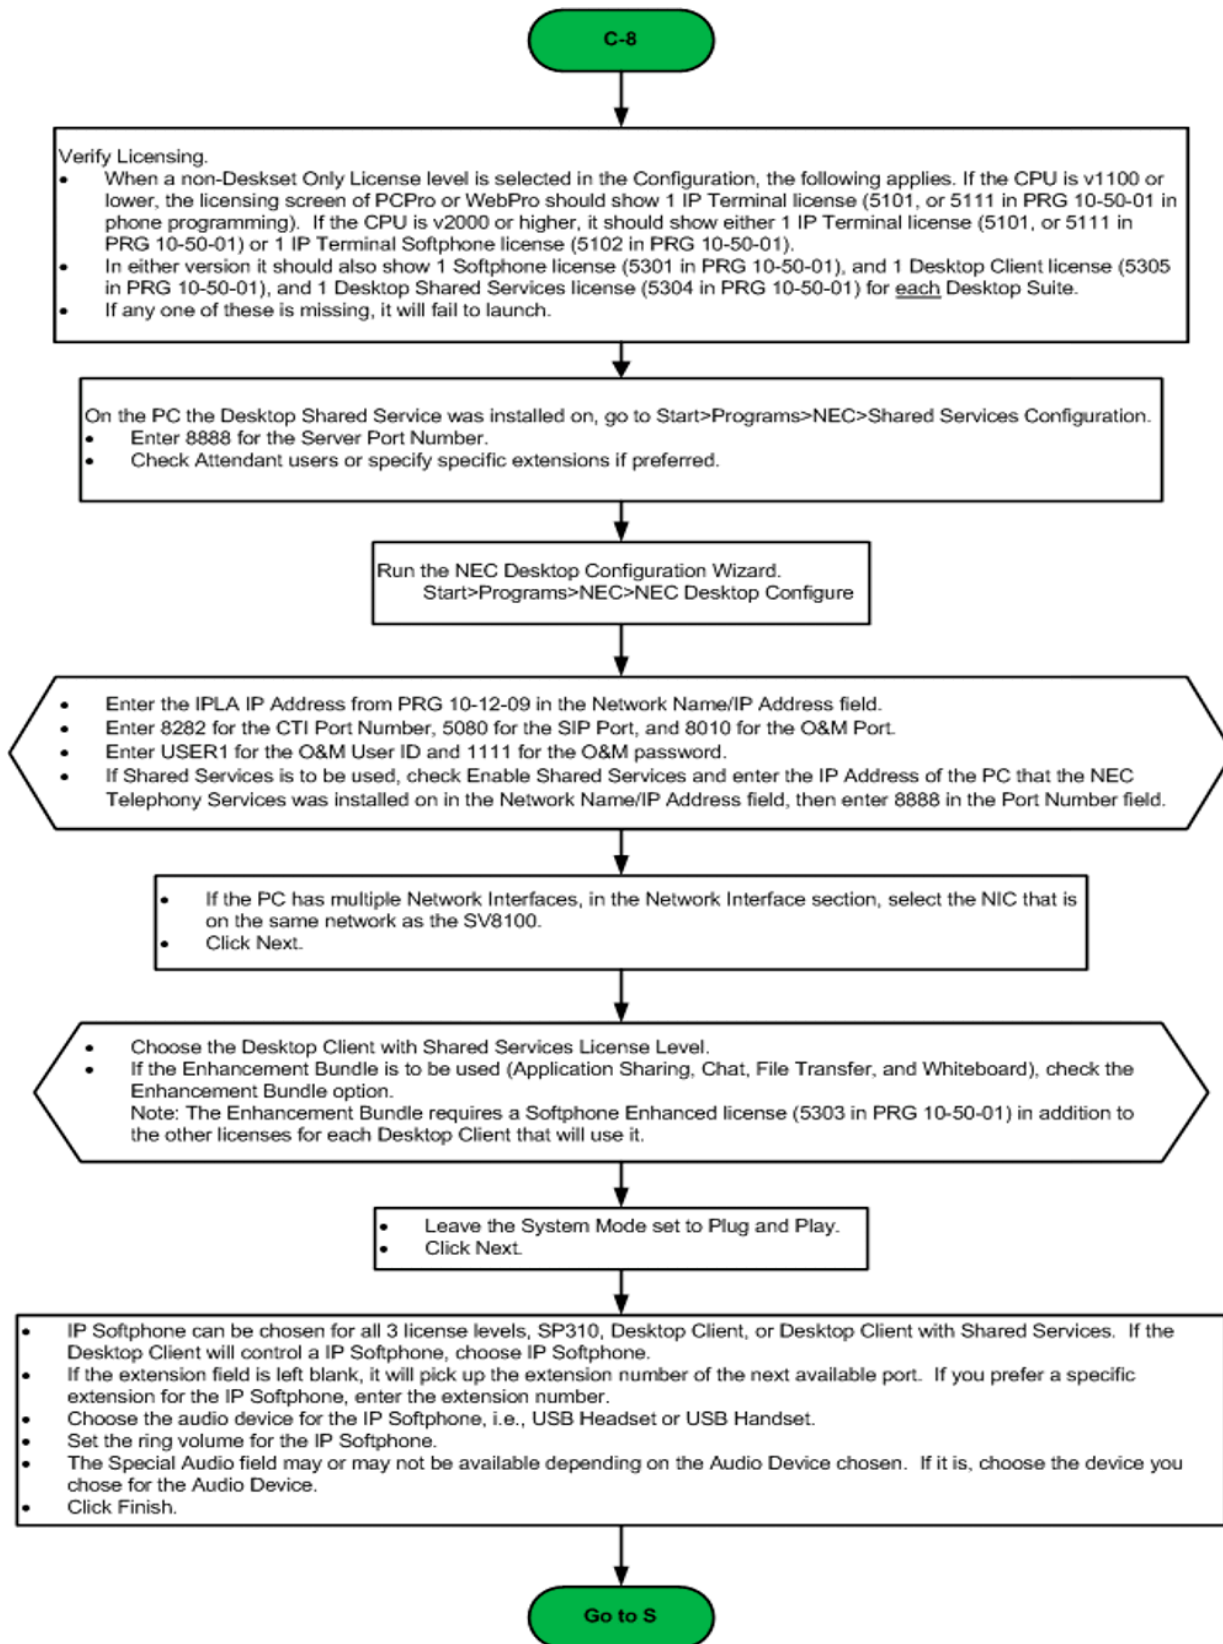 C-8
Verify Licensing.
• When a non-Deskset Only License level is selected in the Configuration, the following applies. If the CPU is v1100 or
lower, the licensing screen of PCPro or WebPro should show 1 IP Terminal license (5101, or 5111 in PRG 10-50-01 in
phone programming). If the CPU is v2000 or higher, it should show either 1 IP Terminal license (5101, or 5111 in
PRG 10-50-01) or 1 IP Terminal Softphone license (5102 in PRG 10-50-01).
• In either version it should also show 1 Softphone license (5301 in PRG 10-50-01), and 1 Desktop Client license (5305
in PRG 10-50-01), and 1 Desktop Shared Services license (5304 in PRG 10-50-01) for each Desktop Suite.
• If any one of these is missing, it will fail to launch.
On the PC the Desktop Shared Service was installed on, go to Start>Programs>NEC>Shared Services Configuration.
• Enter 8888 for the Server Port Number.
• Check Attendant users or specify specific extensions if preferred.
Run the NEC Desktop Configuration Wizard.
Start>Programs>NEC>NEC Desktop Configure
• Enter the IPLA IP Address from PRG 10-12-09 in the Network Name/IP Address field.
• Enter 8282 for the CTI Port Number, 5080 for the SIP Port, and 8010 for the O&M Port.
• Enter USER1 for the O&M User ID and 1111 for the O&M password.
• If Shared Services is to be used, check Enable Shared Services and enter the IP Address of the PC that the NEC
Telephony Services was installed on in the Network Name/IP Address field, then enter 8888 in the Port Number field.
• If the PC has multiple Network Interfaces, in the Network Interface section, select the NIC that is
on the same network as the SV8100.
• Click Next.
• Choose the Desktop Client with Shared Services License Level.
• If the Enhancement Bundle is to be used (Application Sharing, Chat, File Transfer, and Whiteboard), check the
Enhancement Bundle option.
Note: The Enhancement Bundle requires a Softphone Enhanced license (5303 in PRG 10-50-01) in addition to
the other licenses for each Desktop Client that will use it.
• Leave the System Mode set to Plug and Play.
• Click Next.
• IP Softphone can be chosen for all 3 license levels, SP310, Desktop Client, or Desktop Client with Shared Services. If the
Desktop Client will control a IP Softphone, choose IP Softphone.
• If the extension field is left blank, it will pick up the extension number of the next available port. If you prefer a specific
extension for the IP Softphone, enter the extension number.
• Choose the audio device for the IP Softphone, i.e., USB Headset or USB Handset.
• Set the ring volume for the IP Softphone.
• The Special Audio field may or may not be available depending on the Audio Device chosen. If it is, choose the device you
chose for the Audio Device.
• Click Finish.
Go to S